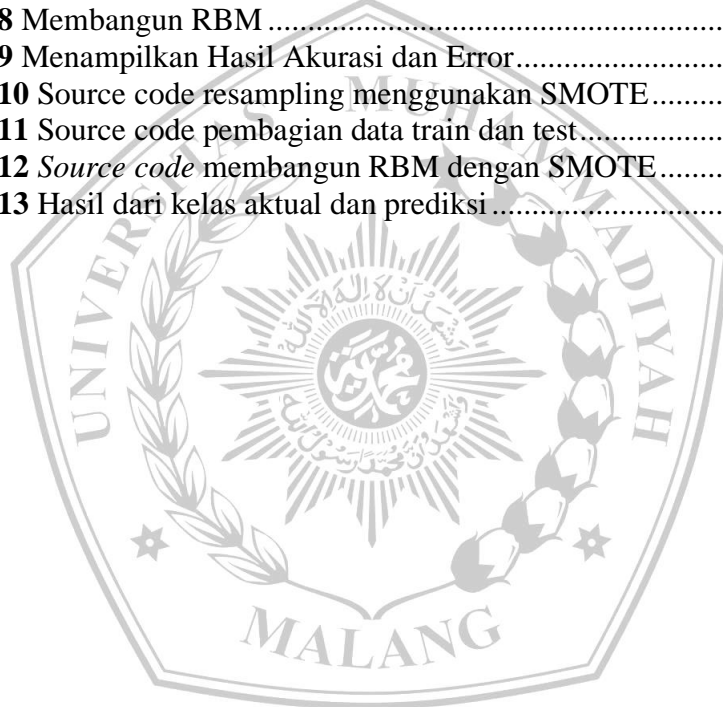 8 Membangun RBM ........................................................
9 Menampilkan Hasil Akurasi dan Error.........................
10 Source code resampling menggunakan SMOTE.........
11 Source code pembagian data train dan test.................
12 Source code membangun RBM dengan SMOTE.......
13 Hasil dari kelas aktual dan prediksi............................
UNIVERSITAS MUHAMMADIYAH
MALANG